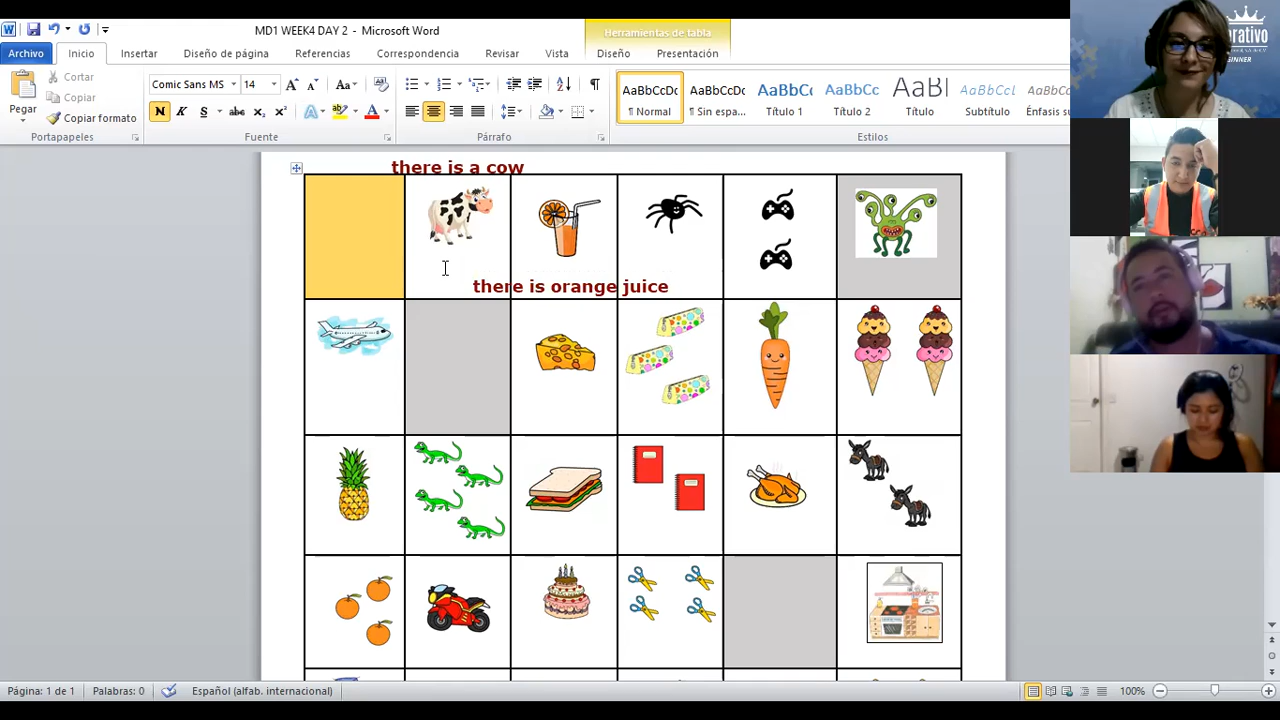 MD1 WEEK4 DAY 2 - Microsoft Word
Herramientas de tabla
Archivo
Inicio
Insertar
Diseño de página
Referencias
Correspondencia
Revisar
Vista
Diseño
Presentación
Pegar
Cortar
Copiar
Copiar formato
Portapapeles
Comic Sans MS
14
Fuente
Párrafo
AaBbCcDc
¶ Normal
AaBbCcDc
¶ Sin espa...
AaBbCc
Título 1
AaBbCc
Título 2
AaBI
Título
AaBbCcI
Subtítulo
Énfasis su
Estilos
there is a cow
there is orange juice
Página: 1 de 1
Palabras: 0
Español (alfab. internacional)
100%